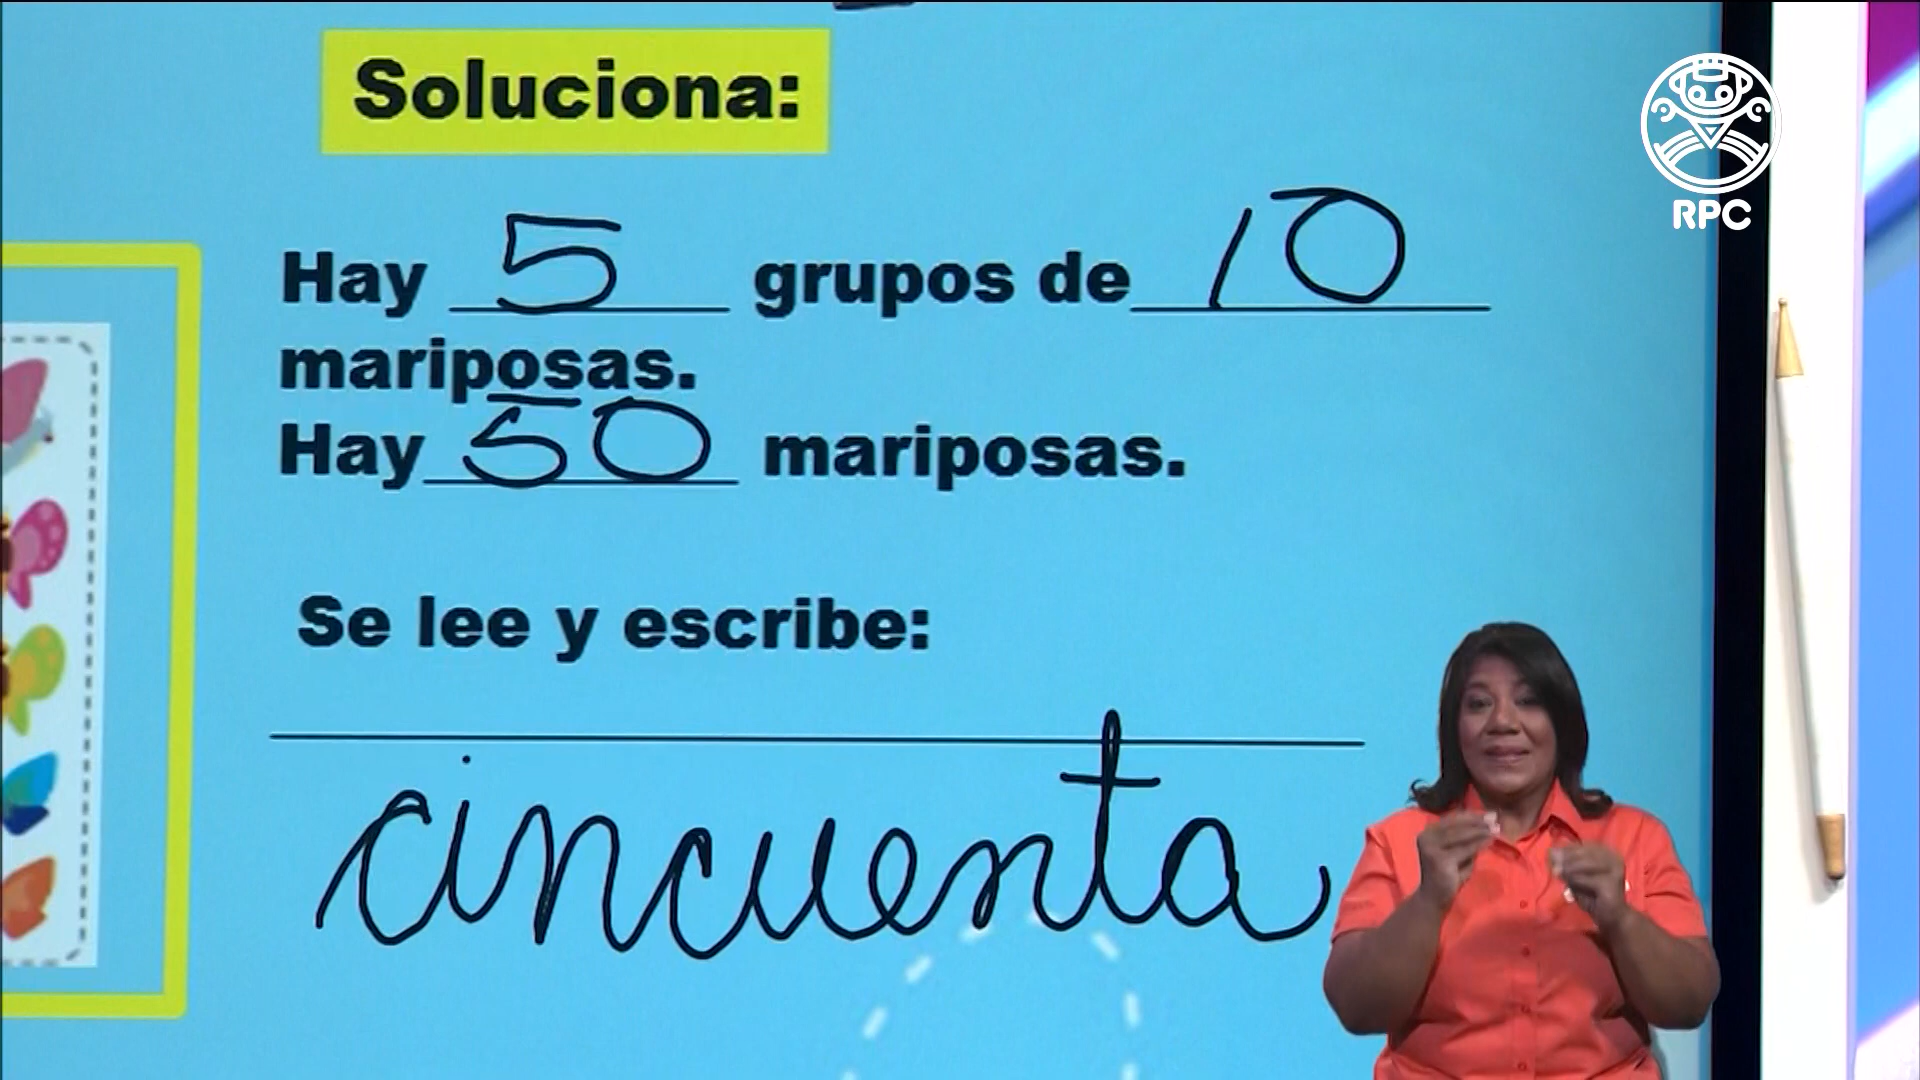 Soluciona:
RPC
Hay 5 grupos de 10
mariposas.
Hay 50 mariposas.
Se lee y escribe:
cincuenta